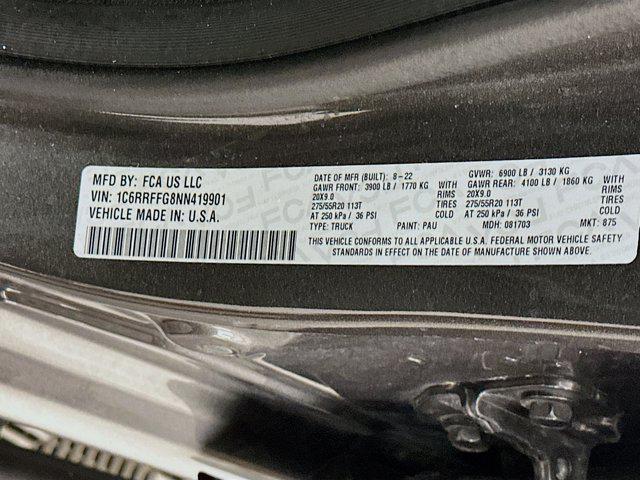 MFD BY: FCA US LLC
VIN: 1C6RRFFG8NN419901
VEHICLE MADE IN: U.S.A.
DATE OF MFR (BUILT): 8-22 GVWR: 6900 LB / 3130 KG
GAWR FRONT: 3900 LB / 1770 KG WITH GAWR REAR: 4100 LB / 1860 KG WITH
20X9.0 RIMS 20X9.0 RIMS
275/55R20 113T TIRES 275/55R20 113T TIRES
AT 250 kPa / 36 PSI COLD AT 250 kPa / 36 PSI COLD
TYPE: TRUCK PAINT: PAU MDH: 081703 MKT: 875
THIS VEHICLE CONFORMS TO ALL APPLICABLE U.S.A. FEDERAL MOTOR VEHICLE SAFETY
STANDARDS IN EFFECT ON THE DATE OF MANUFACTURE SHOWN ABOVE.